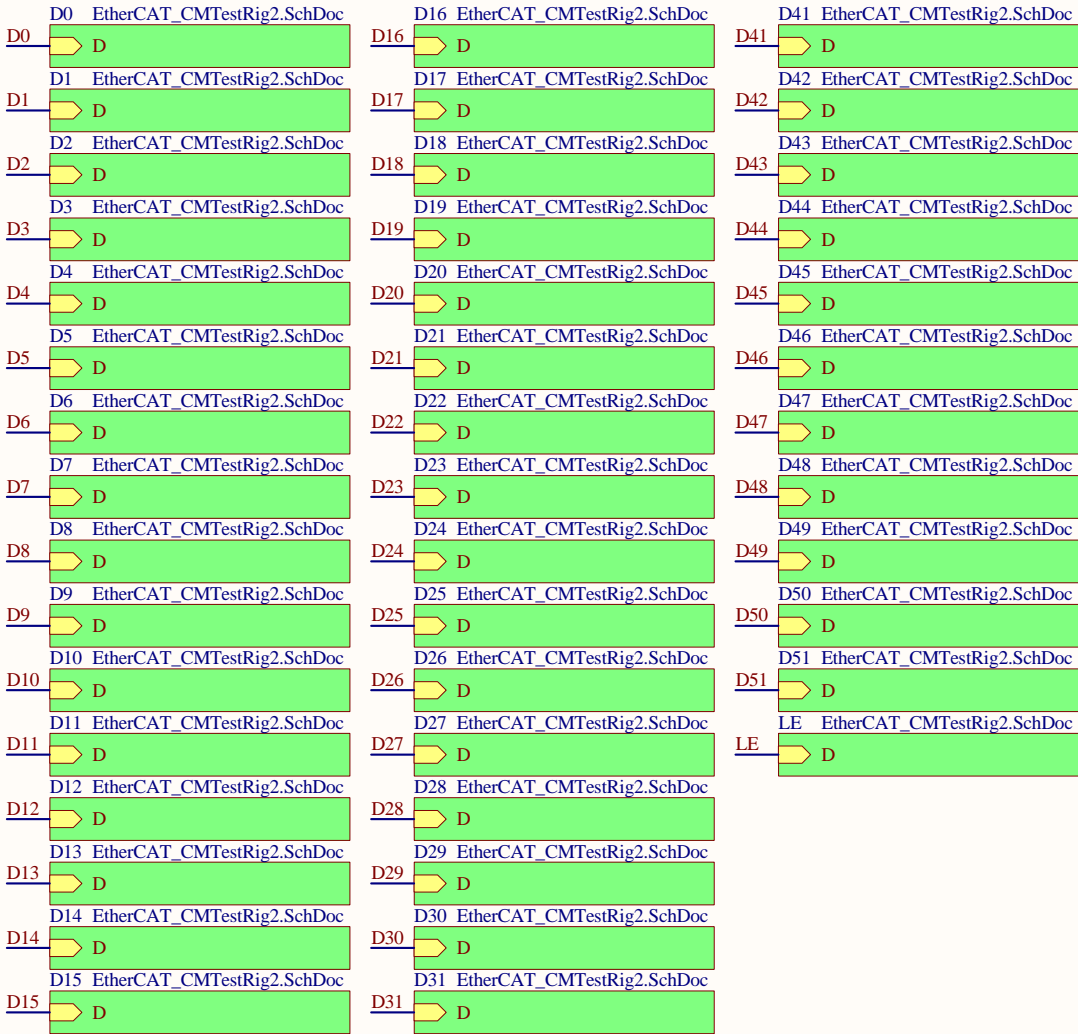 D0 EtherCAT_CMTestRig2.SchDoc
D0 D
D1 EtherCAT_CMTestRig2.SchDoc
D1 D
D2 EtherCAT_CMTestRig2.SchDoc
D2 D
D3 EtherCAT_CMTestRig2.SchDoc
D3 D
D4 EtherCAT_CMTestRig2.SchDoc
D4 D
D5 EtherCAT_CMTestRig2.SchDoc
D5 D
D6 EtherCAT_CMTestRig2.SchDoc
D6 D
D7 EtherCAT_CMTestRig2.SchDoc
D7 D
D8 EtherCAT_CMTestRig2.SchDoc
D8 D
D9 EtherCAT_CMTestRig2.SchDoc
D9 D
D10 EtherCAT_CMTestRig2.SchDoc
D10 D
D11 EtherCAT_CMTestRig2.SchDoc
D11 D
D12 EtherCAT_CMTestRig2.SchDoc
D12 D
D13 EtherCAT_CMTestRig2.SchDoc
D13 D
D14 EtherCAT_CMTestRig2.SchDoc
D14 D
D15 EtherCAT_CMTestRig2.SchDoc
D15 D
D16 EtherCAT_CMTestRig2.SchDoc
D16 D
D17 EtherCAT_CMTestRig2.SchDoc
D17 D
D18 EtherCAT_CMTestRig2.SchDoc
D18 D
D19 EtherCAT_CMTestRig2.SchDoc
D19 D
D20 EtherCAT_CMTestRig2.SchDoc
D20 D
D21 EtherCAT_CMTestRig2.SchDoc
D21 D
D22 EtherCAT_CMTestRig2.SchDoc
D22 D
D23 EtherCAT_CMTestRig2.SchDoc
D23 D
D24 EtherCAT_CMTestRig2.SchDoc
D24 D
D25 EtherCAT_CMTestRig2.SchDoc
D25 D
D26 EtherCAT_CMTestRig2.SchDoc
D26 D
D27 EtherCAT_CMTestRig2.SchDoc
D27 D
D28 EtherCAT_CMTestRig2.SchDoc
D28 D
D29 EtherCAT_CMTestRig2.SchDoc
D29 D
D30 EtherCAT_CMTestRig2.SchDoc
D30 D
D31 EtherCAT_CMTestRig2.SchDoc
D31 D
D41 EtherCAT_CMTestRig2.SchDoc
D41 D
D42 EtherCAT_CMTestRig2.SchDoc
D42 D
D43 EtherCAT_CMTestRig2.SchDoc
D43 D
D44 EtherCAT_CMTestRig2.SchDoc
D44 D
D45 EtherCAT_CMTestRig2.SchDoc
D45 D
D46 EtherCAT_CMTestRig2.SchDoc
D46 D
D47 EtherCAT_CMTestRig2.SchDoc
D47 D
D48 EtherCAT_CMTestRig2.SchDoc
D48 D
D49 EtherCAT_CMTestRig2.SchDoc
D49 D
D50 EtherCAT_CMTestRig2.SchDoc
D50 D
D51 EtherCAT_CMTestRig2.SchDoc
D51 D
LE EtherCAT_CMTestRig2.SchDoc
LE D